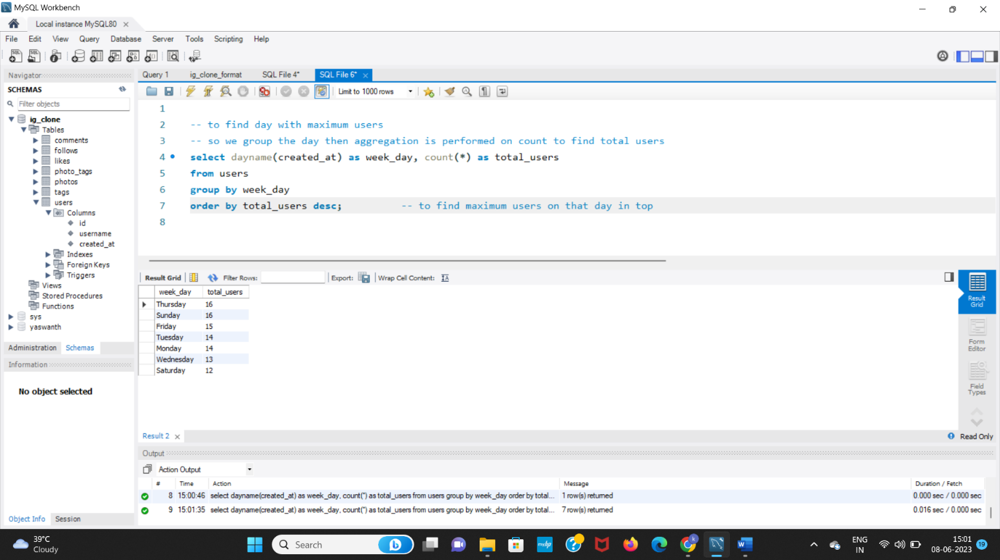 MySQL Workbench
Local instance MySQL80
File Edit View Query Database Server Tools Scripting Help
Navigator
SCHEMAS
Filter objects
ig_clone
Tables
comments
follows
likes
photo_tags
photos
tags
users
Columns
id
username
created_at
Indexes
Foreign Keys
Triggers
Views
Stored Procedures
Functions
sys
yaswanth
Administration Schemas
Information
No object selected
Object Info Session
Query 1 ig_clone_format SQL File 4* SQL File 6*
Limit to 1000 rows
1
2 -- to find day with maximum users
3 -- so we group the day then aggregation is performed on count to find total users
4 select dayname(created_at) as week_day, count(*) as total_users
5 from users
6 group by week_day
7 order by total_users desc; -- to find maximum users on that day in top
8
Result Grid Filter Rows: Export: Wrap Cell Content:
week_day total_users
Thursday 16
Sunday 16
Friday 15
Tuesday 14
Monday 14
Wednesday 13
Saturday 12
Result
Grid
Form
Editor
Field
Types
Result 2
Read Only
Output
Action Output
# Time Action Message Duration / Fetch
8 15:00:46 select dayname(created_at) as week_day, count(*) as total_users from users group by week_day order by total... 1 row(s) returned 0.000 sec / 0.000 sec
9 15:01:35 select dayname(created_at) as week_day, count(*) as total_users from users group by week_day order by total... 7 row(s) returned 0.016 sec / 0.000 sec
39°C
Cloudy
Search
myhp
ENG
IN
15:01
08-06-2023
19